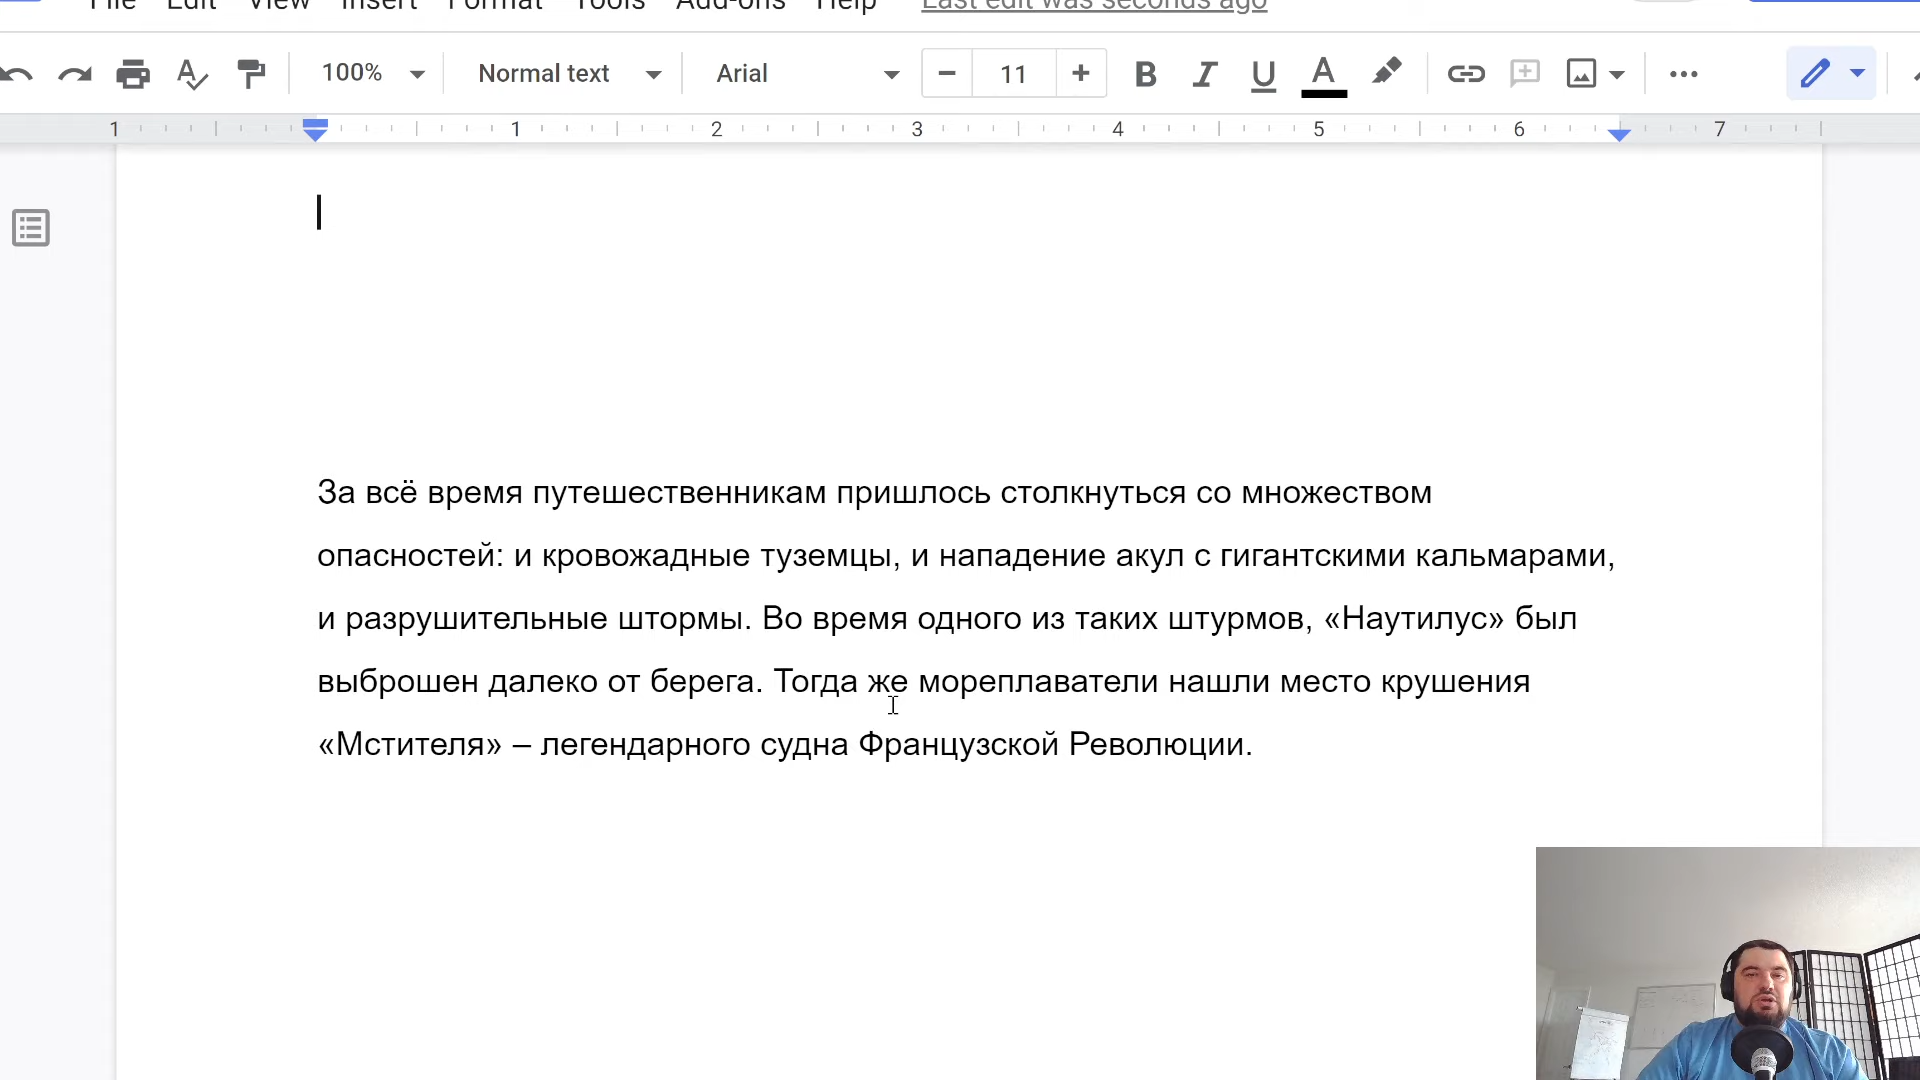 File Edit View Insert Format Tools Add-ons Help Last edit was seconds ago
100% Normal text Arial − 11 + B I U A
1 1 2 3 4 5 6 7
За всё время путешественникам пришлось столкнуться со множеством
опасностей: и кровожадные туземцы, и нападение акул с гигантскими кальмарами,
и разрушительные штормы. Во время одного из таких штурмов, «Наутилус» был
выброшен далеко от берега. Тогда же мореплаватели нашли место крушения
«Мстителя» – легендарного судна Французской Революции.